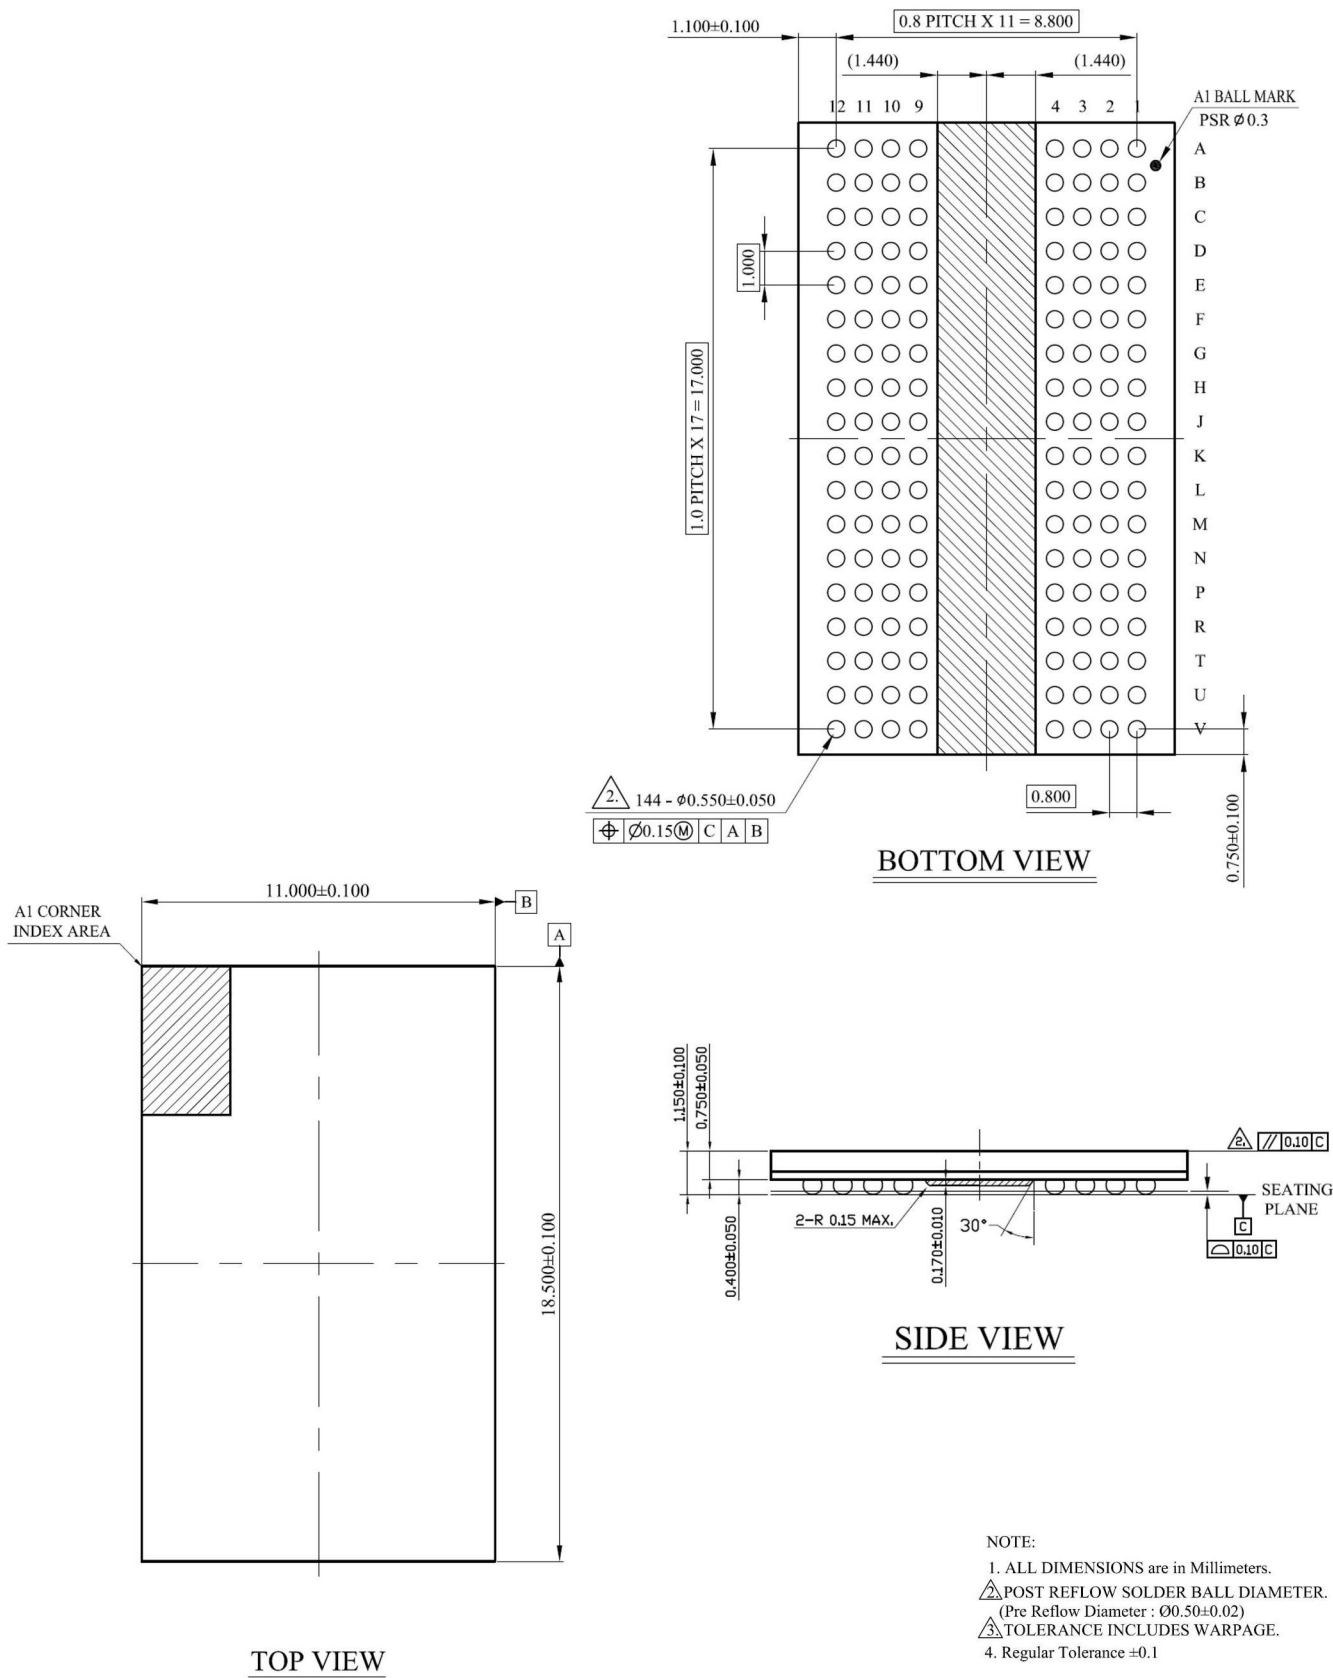 0.8 PITCH X 11 = 8.800
1.100±0.100
(1.440)
(1.440)
12 11 10 9
4 3 2 1
A1 BALL MARK
PSR Ø 0.3
A
B
C
D
E
F
G
H
J
K
L
M
N
P
R
T
U
V
1.000
1.0 PITCH X 17 = 17.000
2. 144 - Ø0.550±0.050
⌖ Ø0.15Ⓜ C A B
0.800
0.750±0.100
BOTTOM VIEW
11.000±0.100
B
A
A1 CORNER
INDEX AREA
18.500±0.100
TOP VIEW
1.150±0.100
0.750±0.050
0.400±0.050
2-R 0.15 MAX.
0.170±0.010
30°
2. // 0.10 C
SEATING
PLANE
C
⌓ 0.10 C
SIDE VIEW
NOTE:
1. ALL DIMENSIONS are in Millimeters.
2. POST REFLOW SOLDER BALL DIAMETER.
(Pre Reflow Diameter : Ø0.50±0.02)
3. TOLERANCE INCLUDES WARPAGE.
4. Regular Tolerance ±0.1